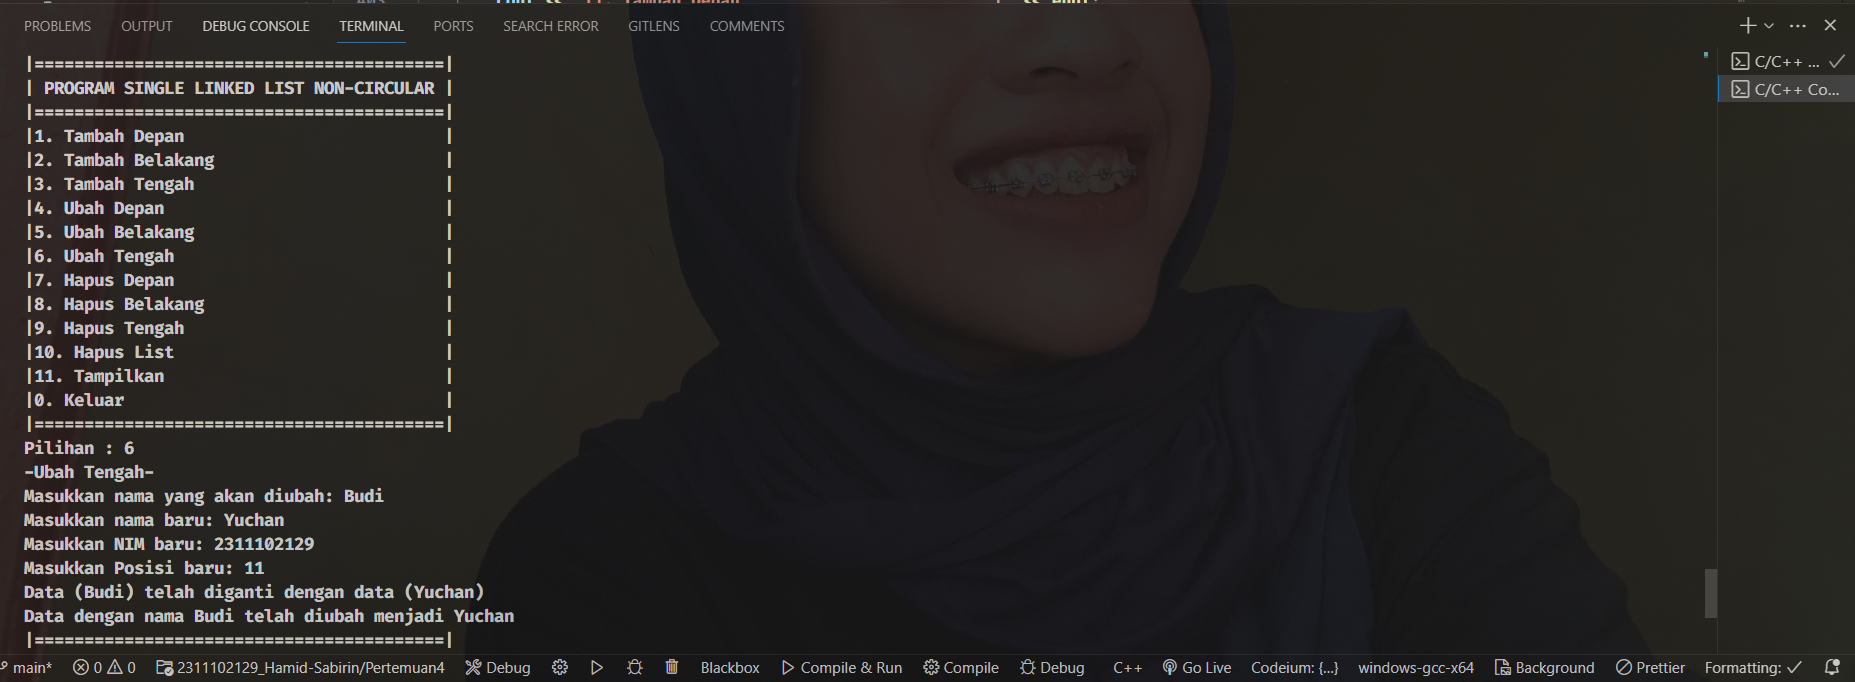 PROBLEMS OUTPUT DEBUG CONSOLE TERMINAL PORTS SEARCH ERROR GITLENS COMMENTS
|=========================================|
| PROGRAM SINGLE LINKED LIST NON-CIRCULAR |
|=========================================|
|1. Tambah Depan |
|2. Tambah Belakang |
|3. Tambah Tengah |
|4. Ubah Depan |
|5. Ubah Belakang |
|6. Ubah Tengah |
|7. Hapus Depan |
|8. Hapus Belakang |
|9. Hapus Tengah |
|10. Hapus List |
|11. Tampilkan |
|0. Keluar |
|=========================================|
Pilihan : 6
-Ubah Tengah-
Masukkan nama yang akan diubah: Budi
Masukkan nama baru: Yuchan
Masukkan NIM baru: 2311102129
Masukkan Posisi baru: 11
Data (Budi) telah diganti dengan data (Yuchan)
Data dengan nama Budi telah diubah menjadi Yuchan
|=========================================|
C/C++ ...
C/C++ Co...
main* 0 0 2311102129_Hamid-Sabirin/Pertemuan4 Debug Blackbox Compile & Run Compile Debug C++ Go Live Codeium: {...} windows-gcc-x64 Background Prettier Formatting: